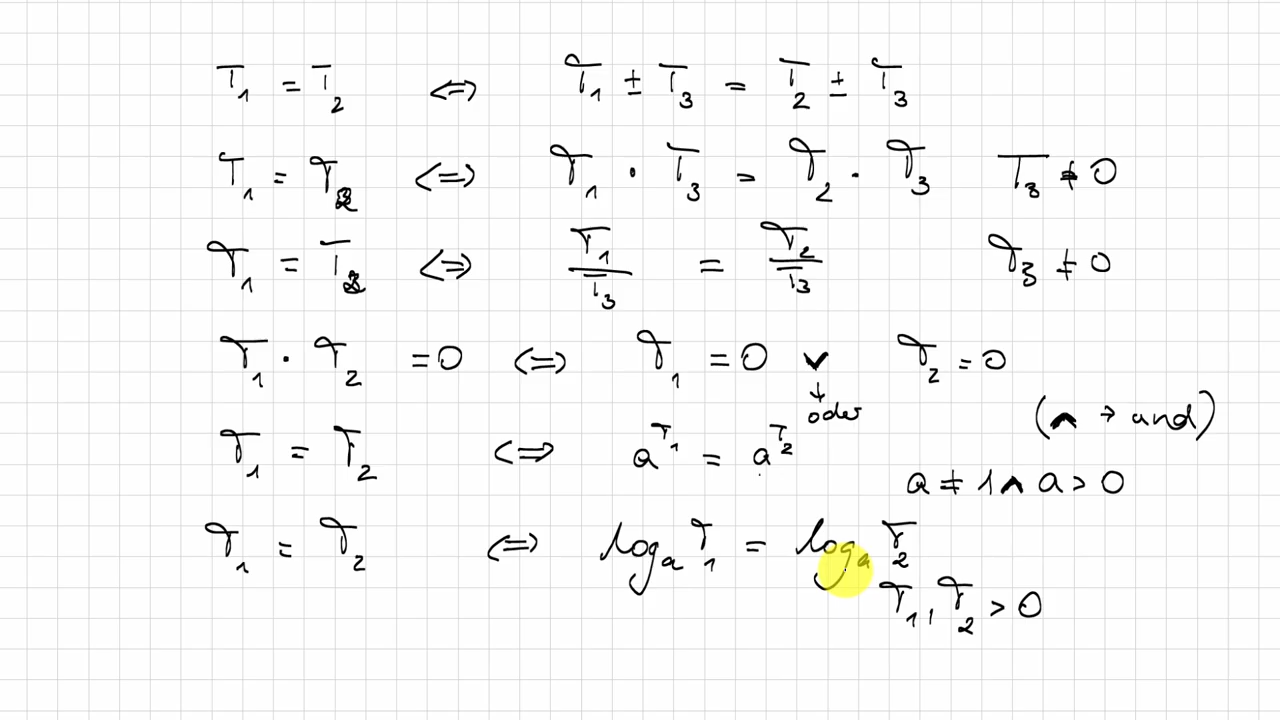 T₁ = T₂ ⇔ T₁ ± T₃ = T₂ ± T₃
T₁ = T₂ ⇔ T₁ · T₃ = T₂ · T₃ T₃ ≠ 0
T₁ = T₂ ⇔ T₁/T₃ = T₂/T₃ T₃ ≠ 0
T₁ · T₂ = 0 ⇔ T₁ = 0 ∨ T₂ = 0
↓
oder
(∧ → and)
T₁ = T₂ ⇔ a^T₁ = a^T₂
a ≠ 1 ∧ a > 0
T₁ = T₂ ⇔ logₐ T₁ = logₐ T₂
T₁, T₂ > 0